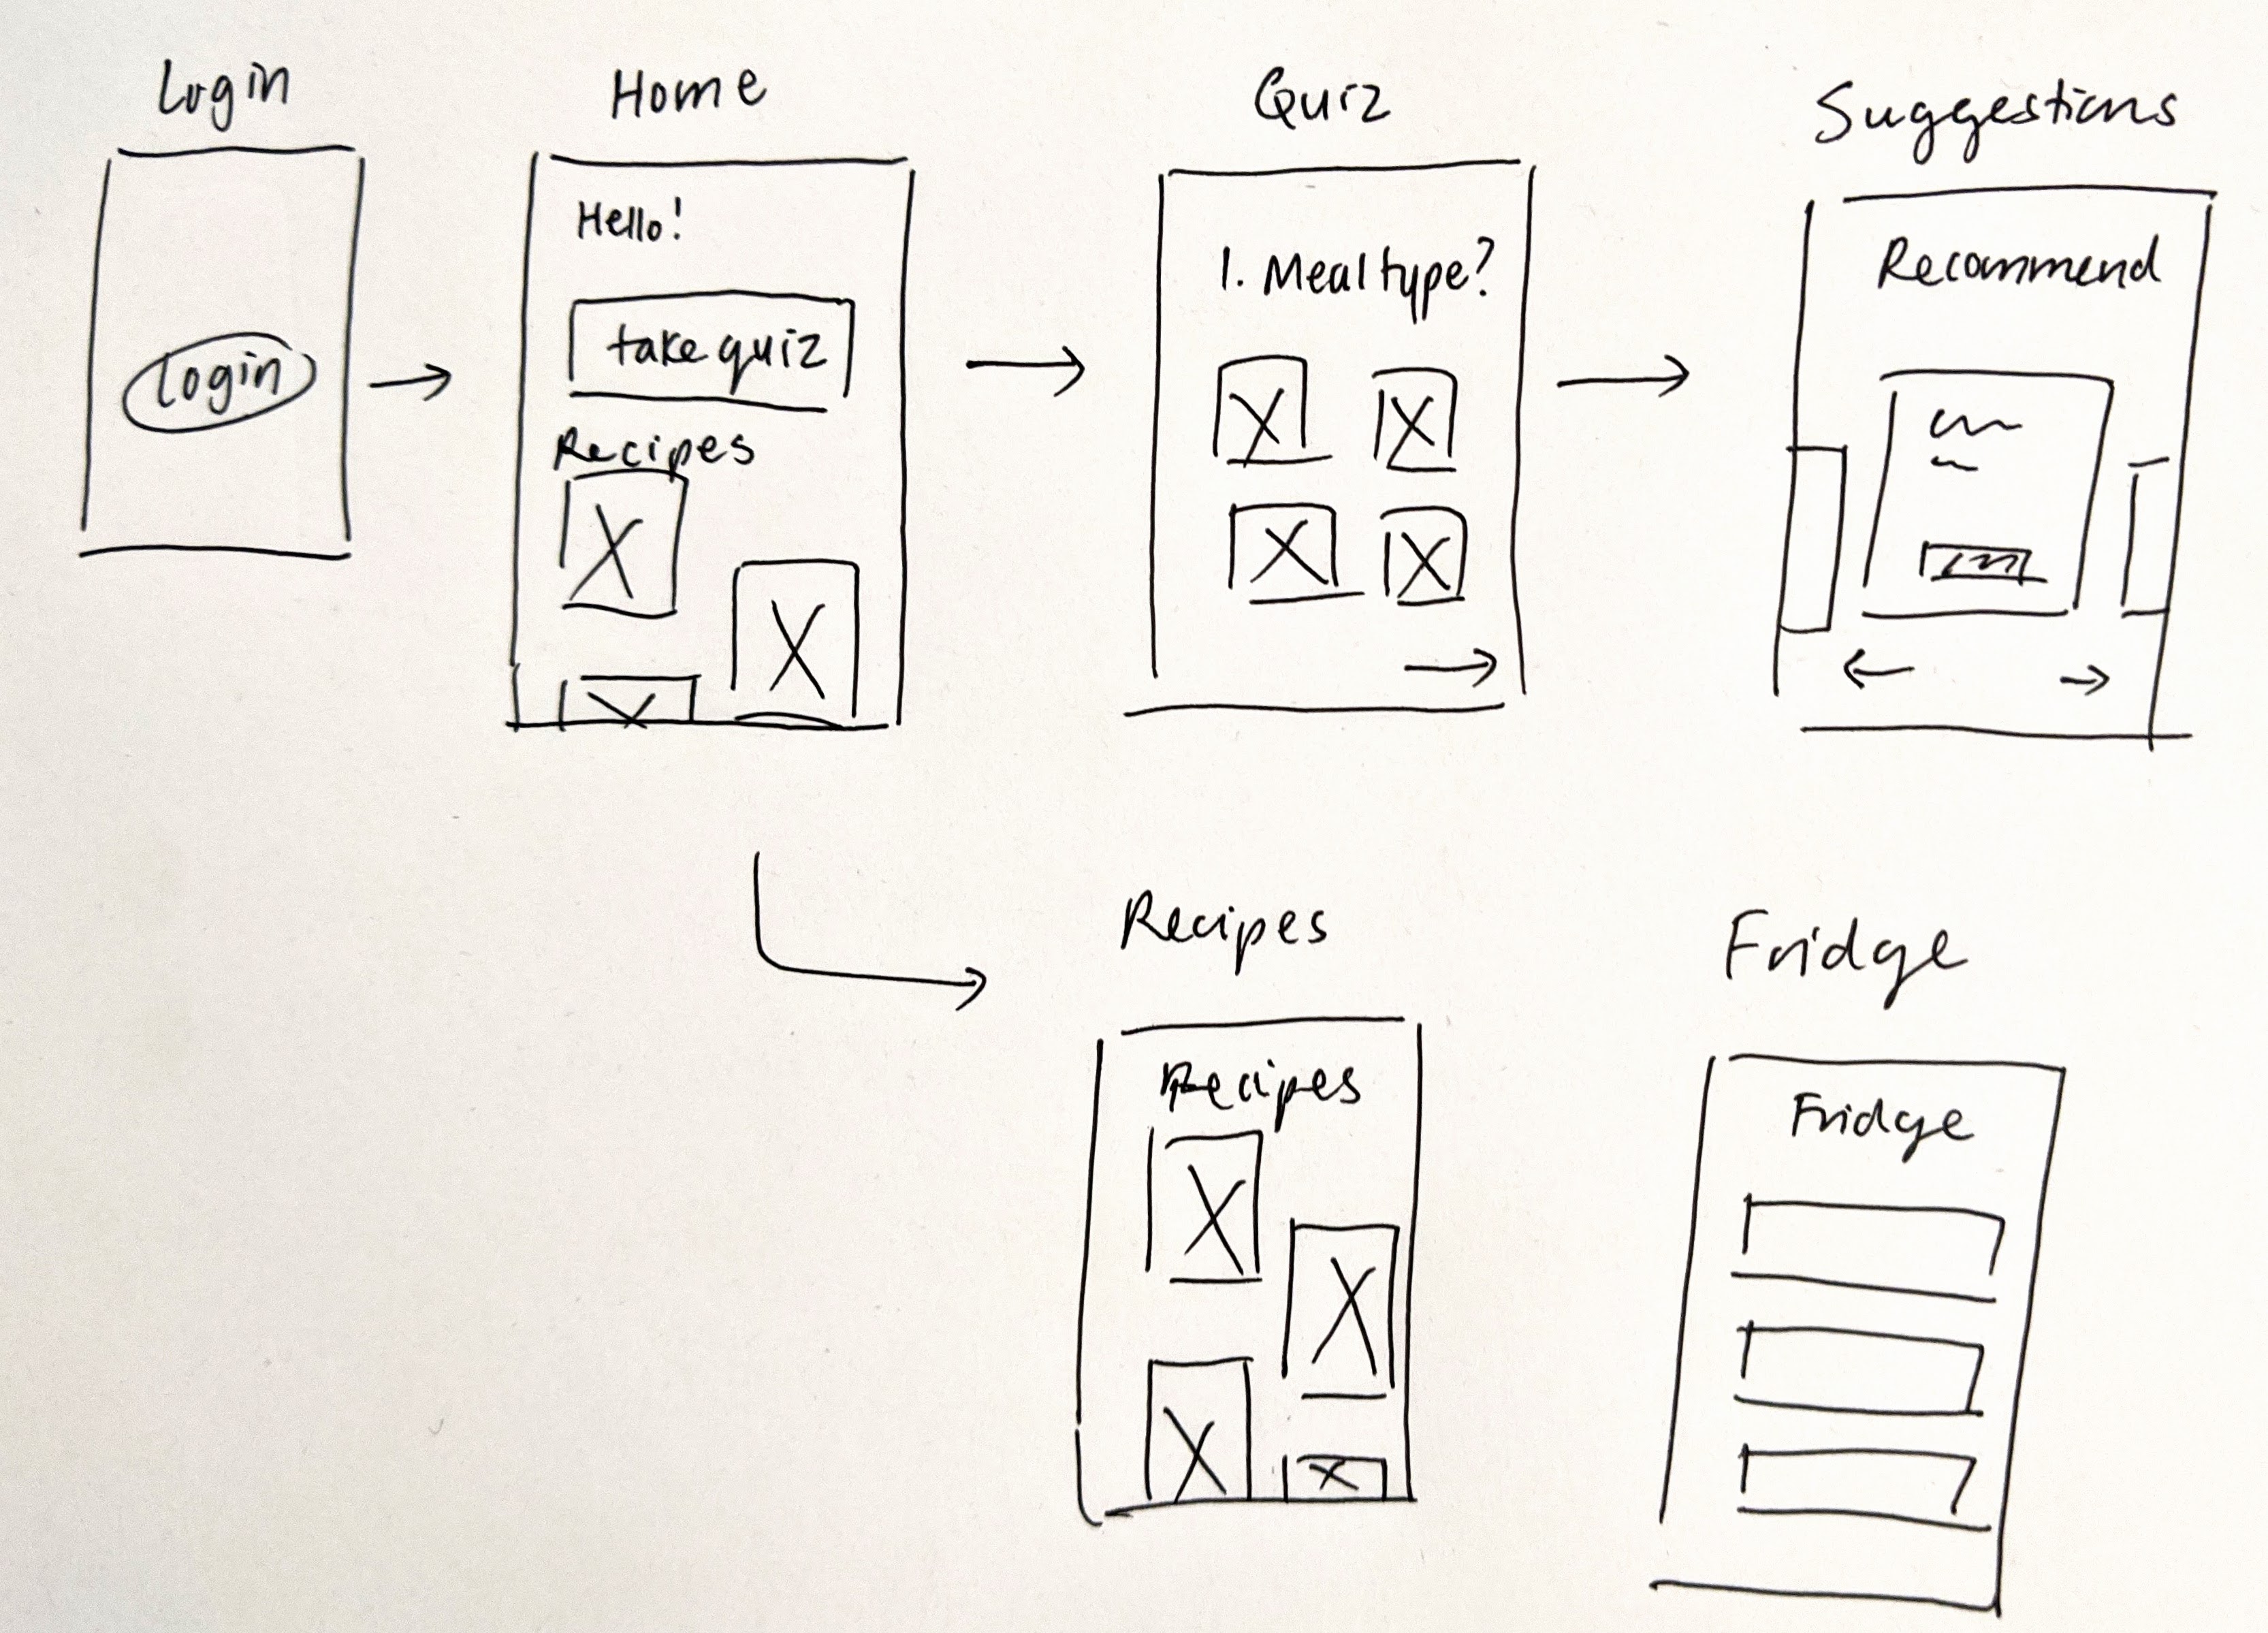 Login
login
Home
Hello!
take quiz
Recipes
Quiz
1. Meal type?
Suggestions
Recommend
Recipes
Recipes
Fridge
Fridge